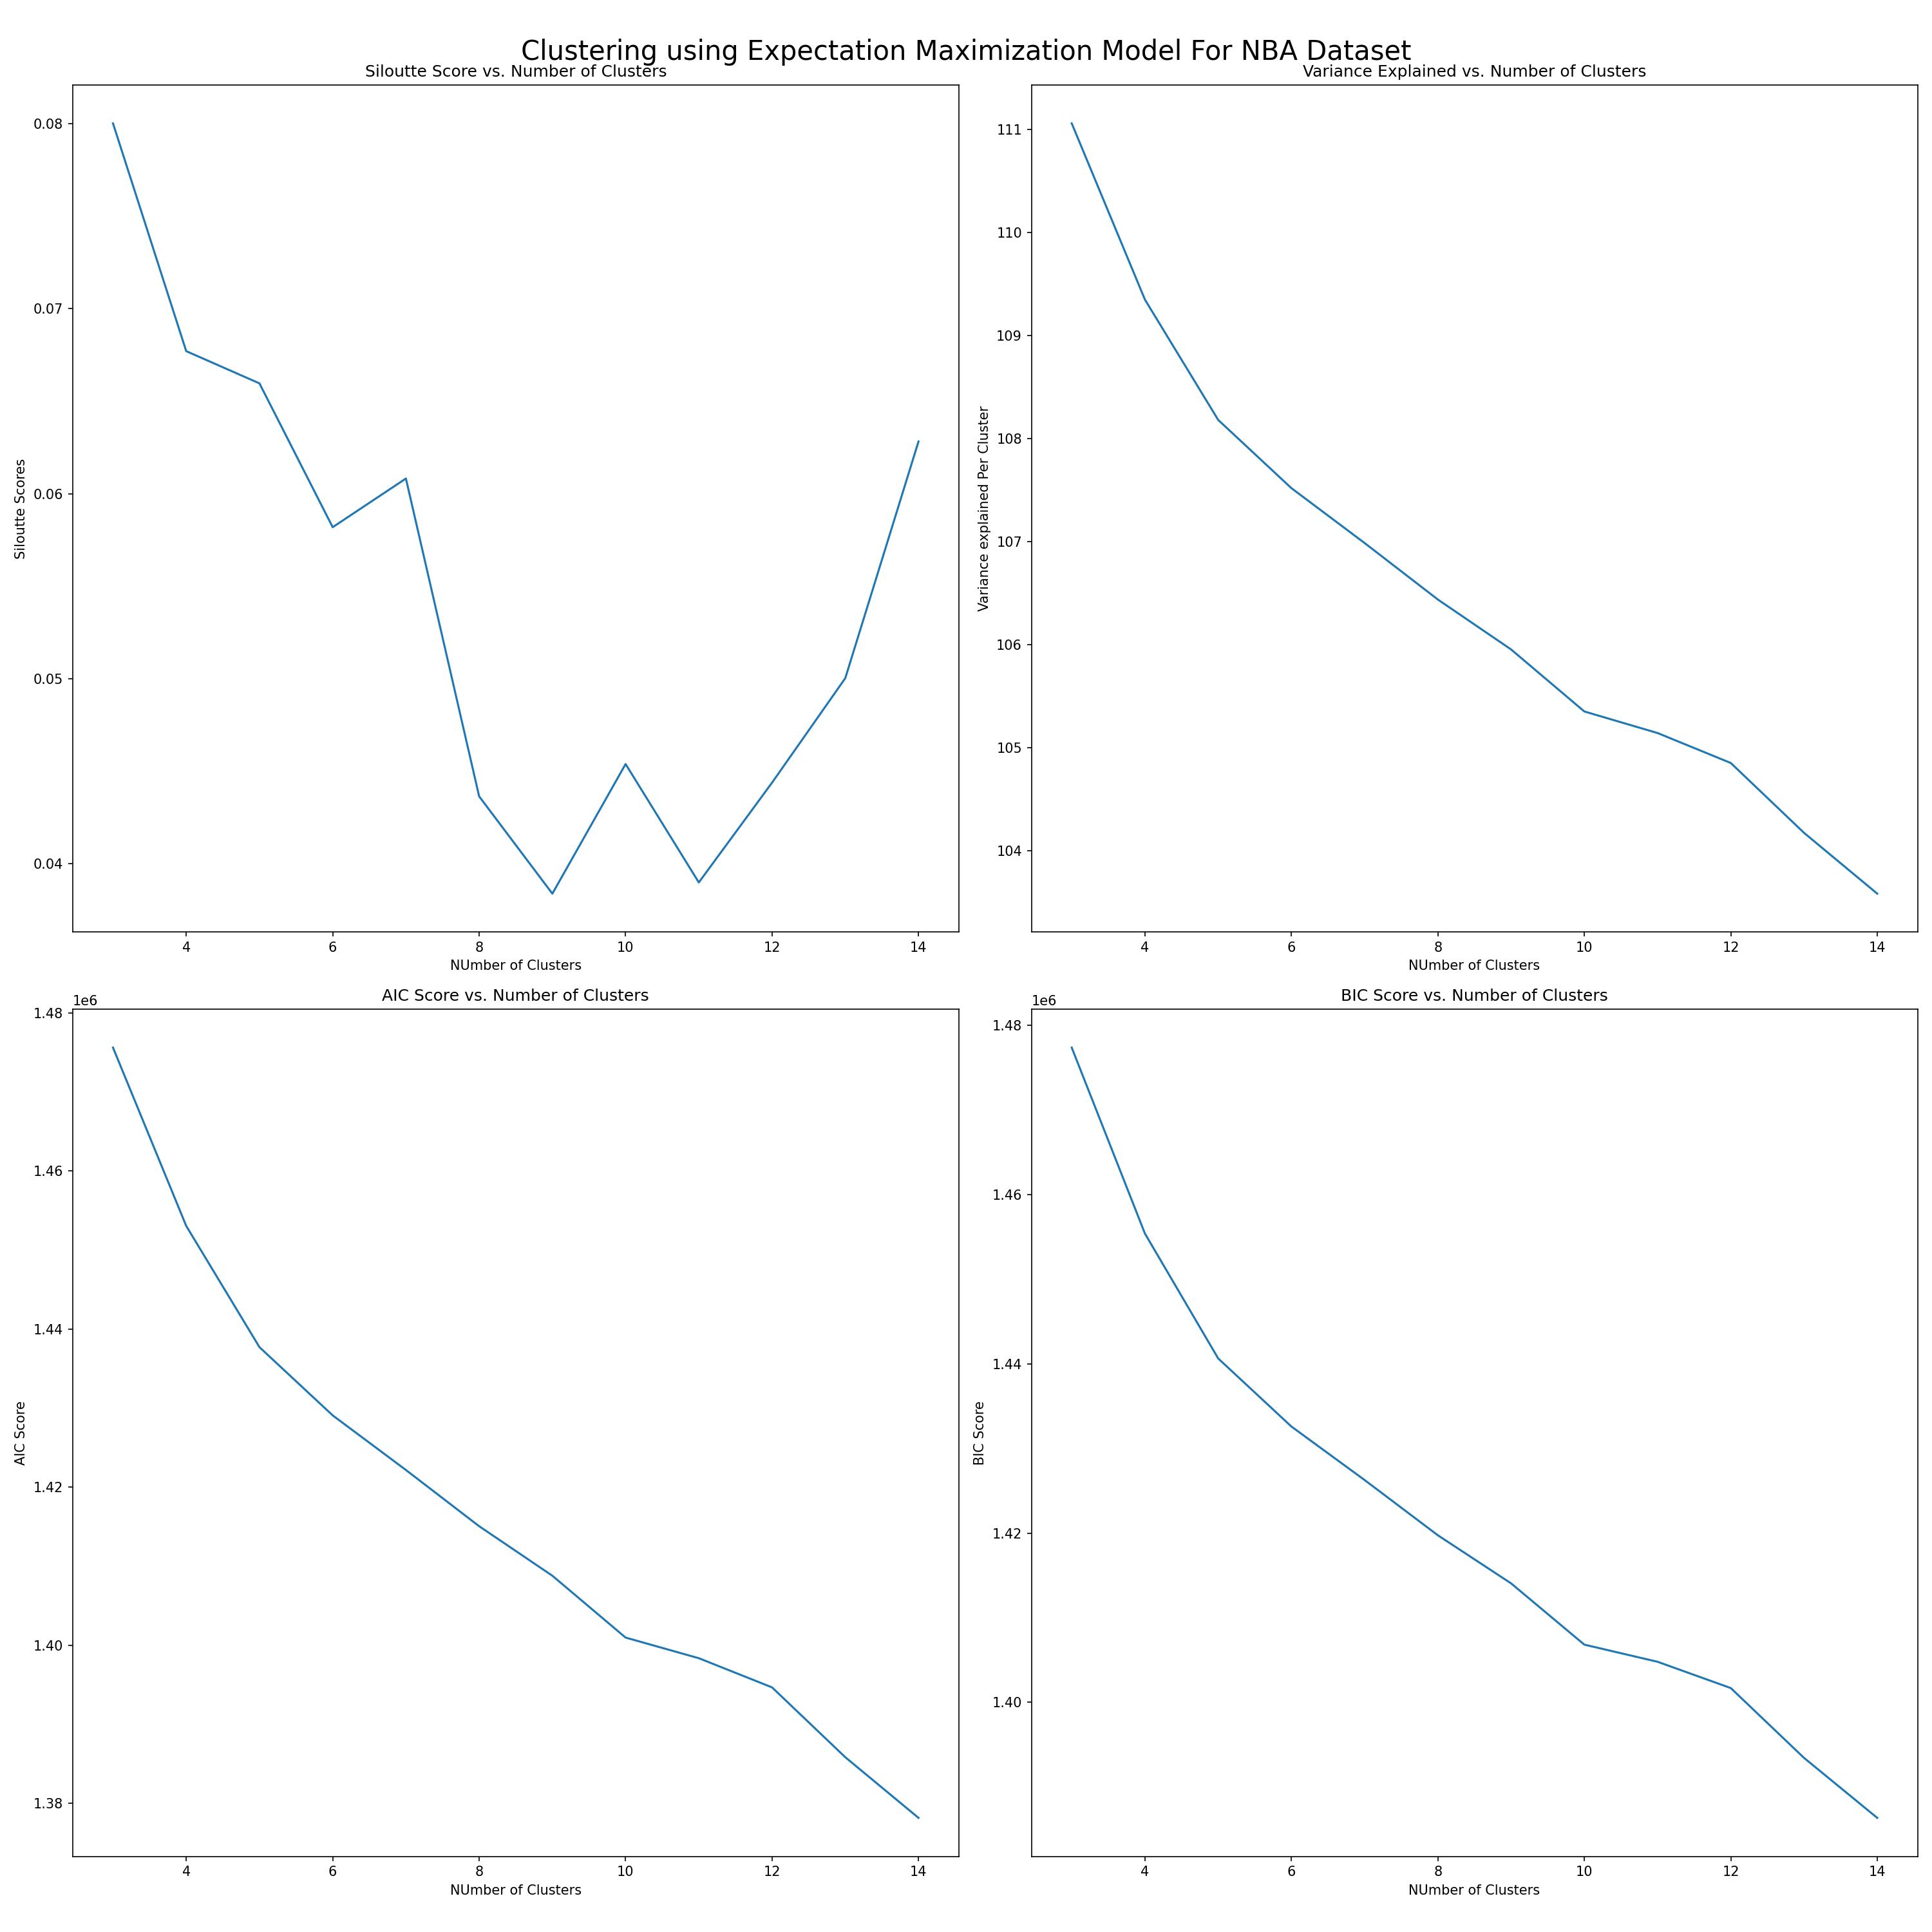 Clustering using Expectation Maximization Model For NBA Dataset
Siloutte Score vs. Number of Clusters
Siloutte Scores
0.08
0.07
0.06
0.05
0.04
4 6 8 10 12 14
NUmber of Clusters
Variance Explained vs. Number of Clusters
Variance explained Per Cluster
111
110
109
108
107
106
105
104
4 6 8 10 12 14
NUmber of Clusters
AIC Score vs. Number of Clusters
1e6
AIC Score
1.48
1.46
1.44
1.42
1.40
1.38
4 6 8 10 12 14
NUmber of Clusters
BIC Score vs. Number of Clusters
1e6
BIC Score
1.48
1.46
1.44
1.42
1.40
4 6 8 10 12 14
NUmber of Clusters